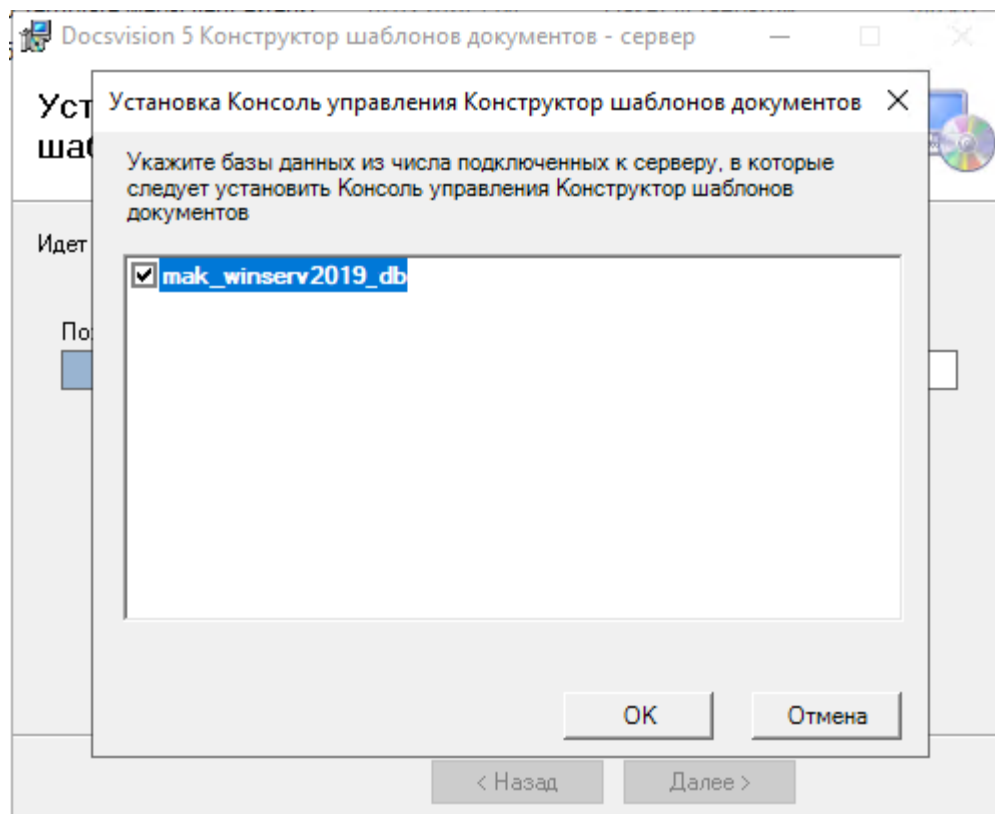 Docsvision 5 Конструктор шаблонов документов - сервер
Установка Консоль управления Конструктор шаблонов документов
Укажите базы данных из числа подключенных к серверу, в которые
следует установить Консоль управления Конструктор шаблонов
документов
Идет
mak_winserv2019_db
OK
Отмена
< Назад
Далее >